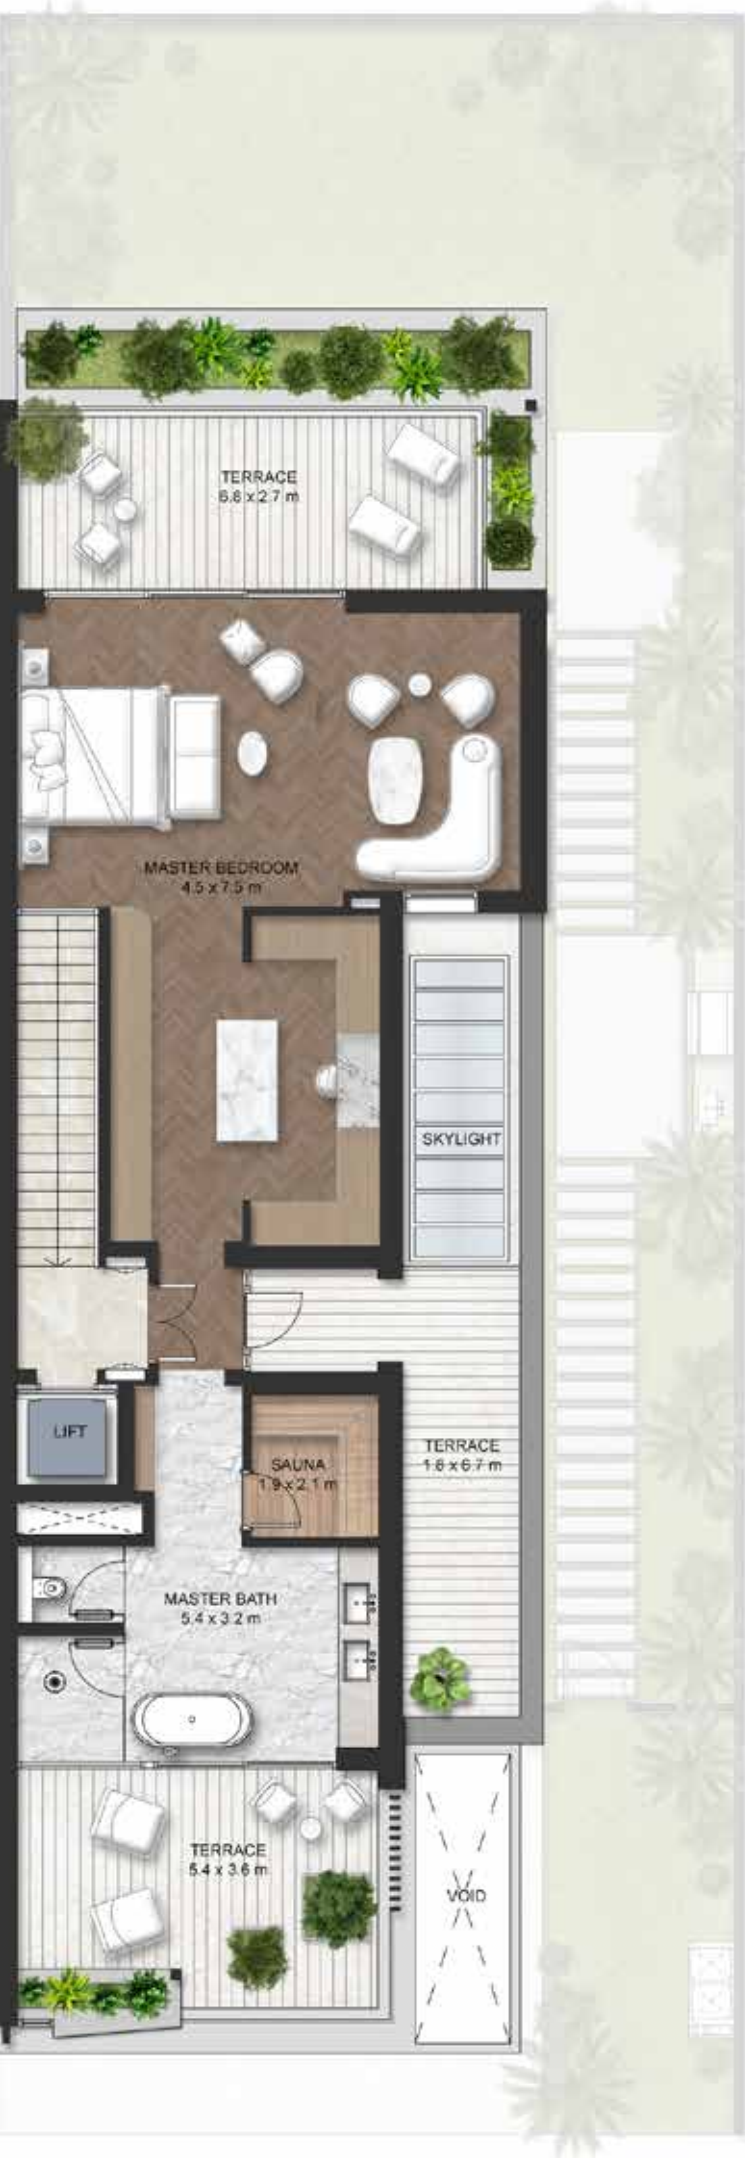 TERRACE
6.8 x 2.7 m
MASTER BEDROOM
4.5 x 7.5 m
SKYLIGHT
LIFT
SAUNA
1.9 x 2.1 m
TERRACE
1.6 x 6.7 m
MASTER BATH
5.4 x 3.2 m
TERRACE
5.4 x 3.6 m
VOID